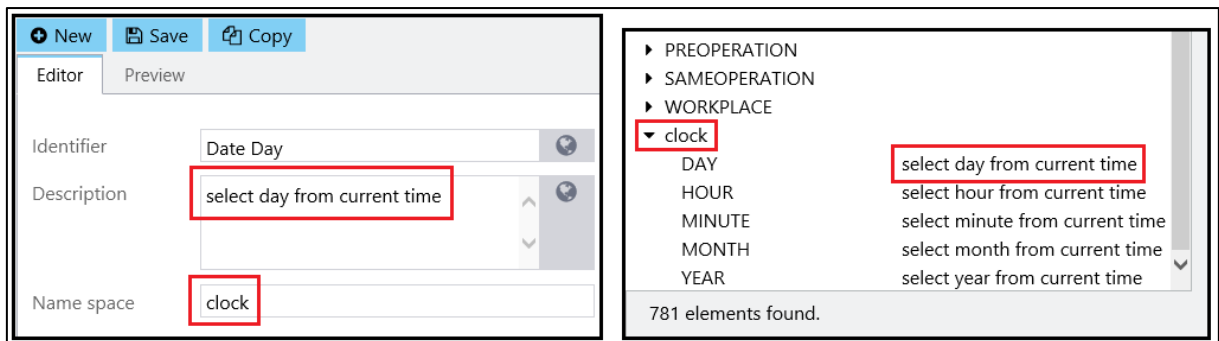 New Save Copy
Editor Preview
Identifier Date Day
Description select day from current time
Name space clock
PREOPERATION
SAMEOPERATION
WORKPLACE
clock
DAY select day from current time
HOUR select hour from current time
MINUTE select minute from current time
MONTH select month from current time
YEAR select year from current time
781 elements found.